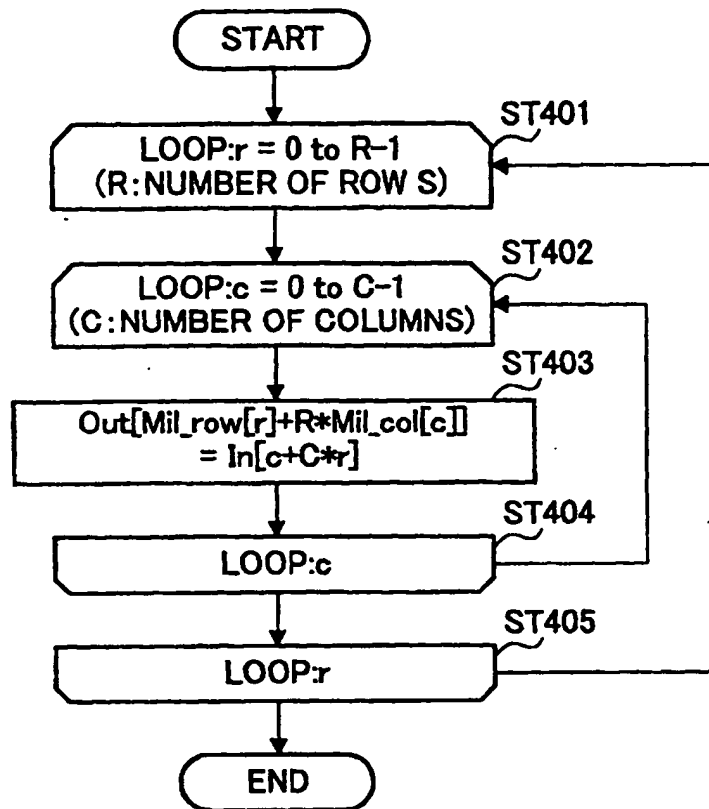 START
ST401
LOOP:r = 0 to R-1
(R:NUMBER OF ROW S)
ST402
LOOP:c = 0 to C-1
(C:NUMBER OF COLUMNS)
ST403
Out[Mil_row[r]+R*Mil_col[c]]
= In[c+C*r]
ST404
LOOP:c
ST405
LOOP:r
END